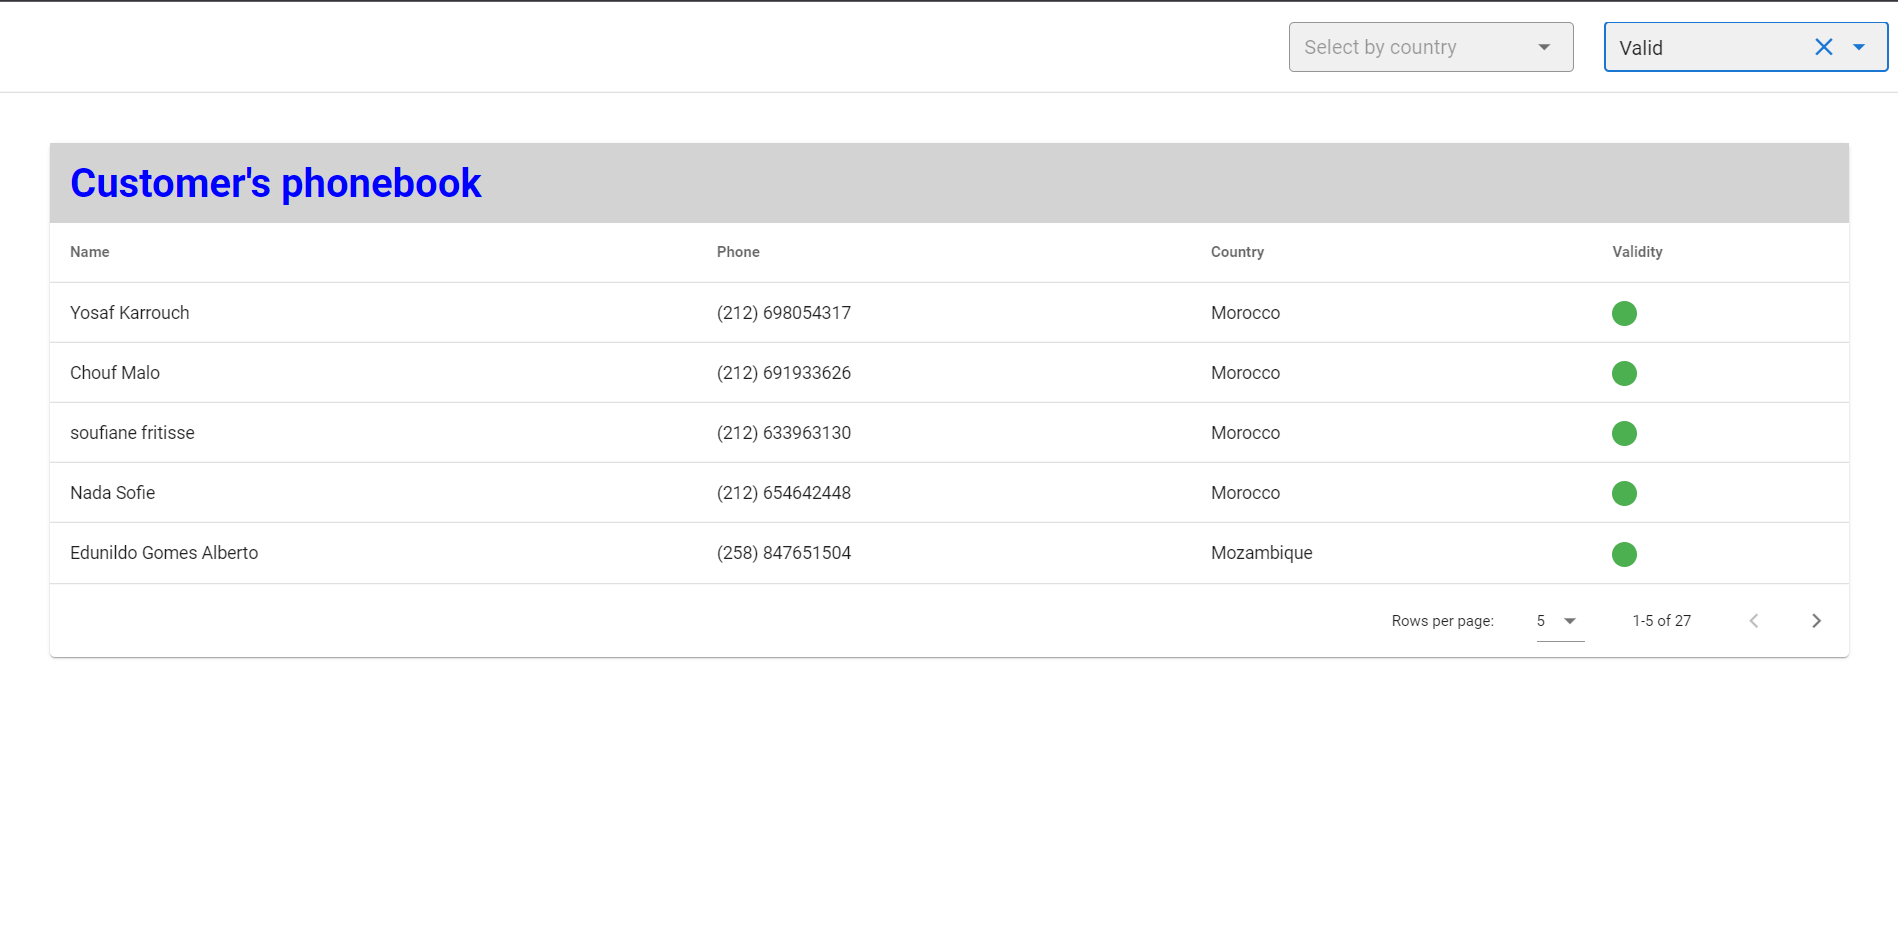 Select by country Valid
Customer's phonebook
Name Phone Country Validity
Yosaf Karrouch (212) 698054317 Morocco
Chouf Malo (212) 691933626 Morocco
soufiane fritisse (212) 633963130 Morocco
Nada Sofie (212) 654642448 Morocco
Edunildo Gomes Alberto (258) 847651504 Mozambique
Rows per page: 5 1-5 of 27